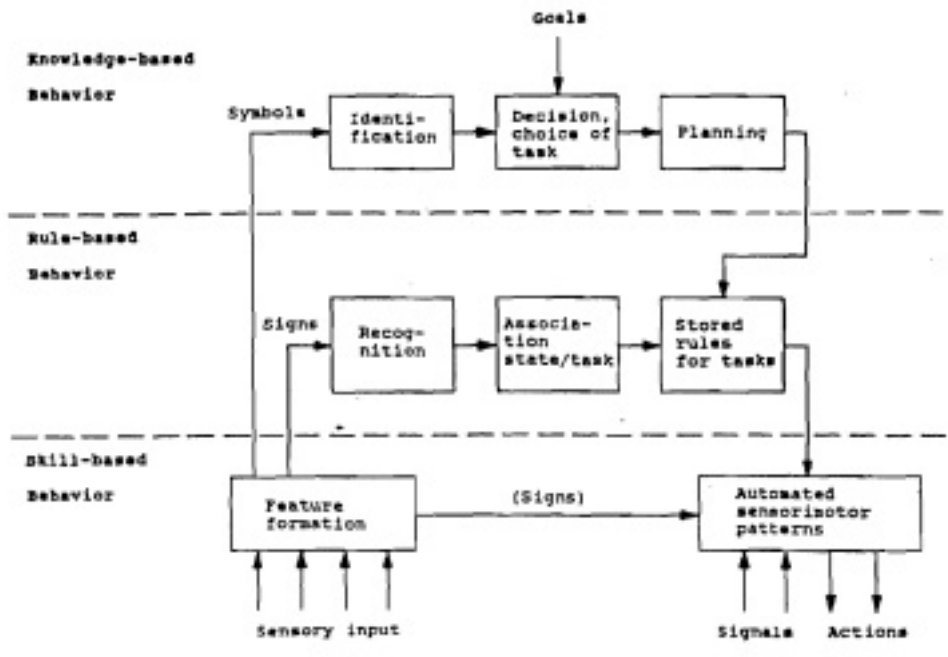 Goals
Knowledge-based
Behavior
Symbols
Identi-
fication
Decision,
choice of
task
Planning
Rule-based
Behavior
Signs
Recog-
nition
Associa-
tion
state/task
Stored
rules
for tasks
Skill-based
Behavior
Feature
formation
(Signs)
Automated
sensorimotor
patterns
Sensory input
Signals
Actions